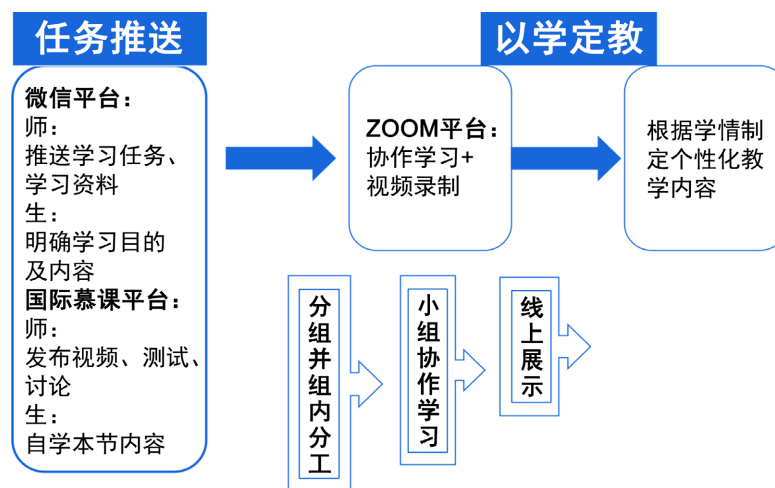 任务推送
微信平台：
师：
推送学习任务、
学习资料
生：
明确学习目的
及内容
国际慕课平台：
师：
发布视频、测试、
讨论
生：
自学本节内容
以学定教
ZOOM平台：
协作学习+
视频录制
根据学情制
定个性化教
学内容
分组并组内分工
小组协作学习
线上展示